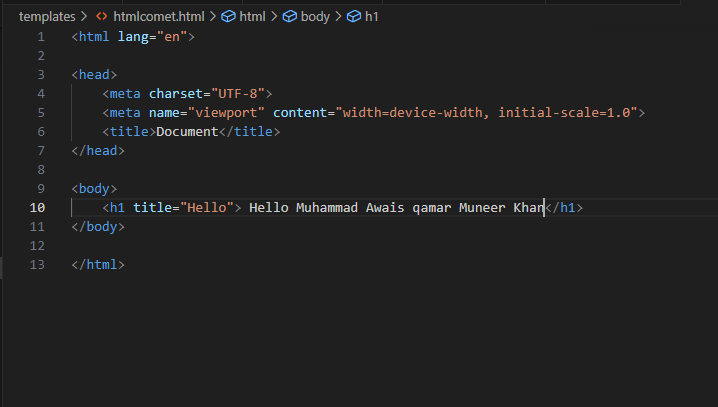 templates > htmlcomet.html > html > body > h1
1 <html lang="en">
2
3 <head>
4     <meta charset="UTF-8">
5     <meta name="viewport" content="width=device-width, initial-scale=1.0">
6     <title>Document</title>
7 </head>
8
9 <body>
10     <h1 title="Hello"> Hello Muhammad Awais qamar Muneer Khan</h1>
11 </body>
12
13 </html>